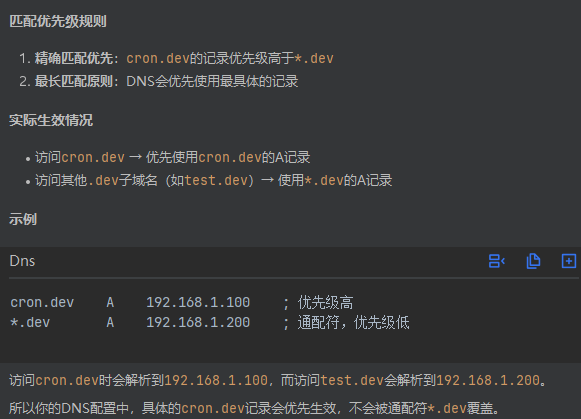 匹配优先级规则
1. 精确匹配优先：cron.dev的记录优先级高于*.dev
2. 最长匹配原则：DNS会优先使用最具体的记录
实际生效情况
• 访问cron.dev → 优先使用cron.dev的A记录
• 访问其他.dev子域名（如test.dev）→ 使用*.dev的A记录
示例
Dns
cron.dev    A    192.168.1.100    ; 优先级高
*.dev       A    192.168.1.200    ; 通配符，优先级低
访问cron.dev时会解析到192.168.1.100，而访问test.dev会解析到192.168.1.200。
所以你的DNS配置中，具体的cron.dev记录会优先生效，不会被通配符*.dev覆盖。